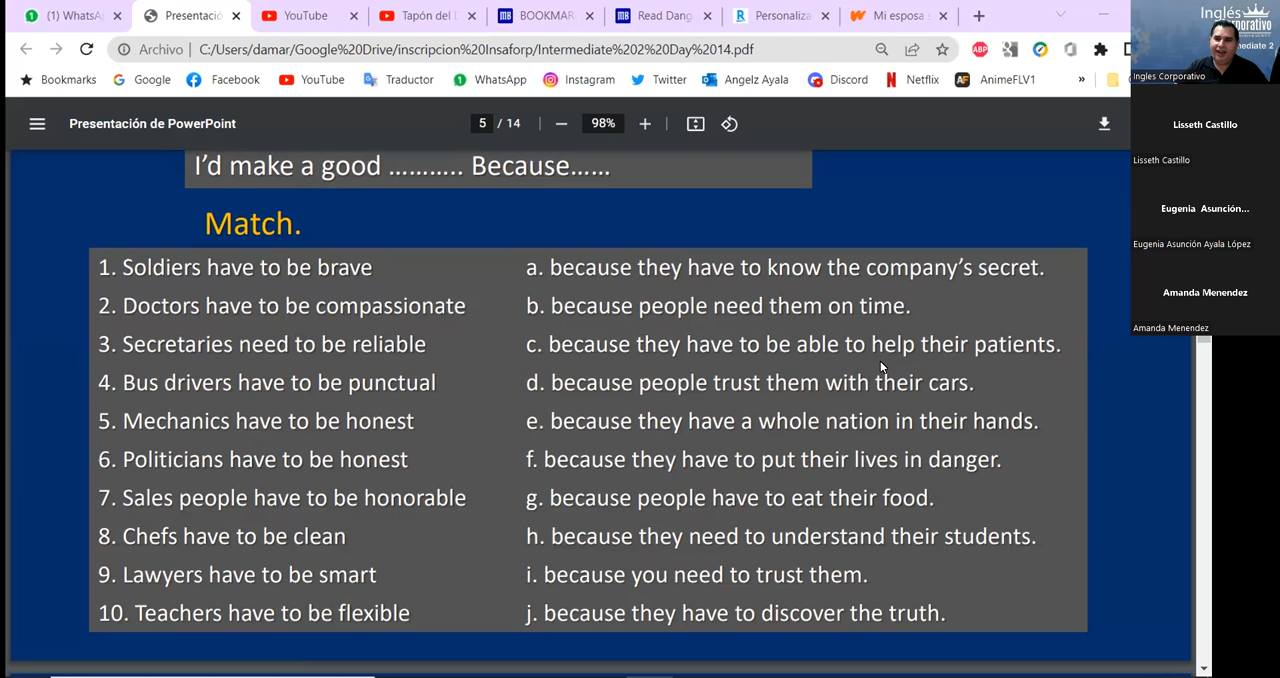 (1) WhatsA
Presentació
YouTube
Tapón del D
BOOKMAR
Read Dang
Personaliza
Mi esposa s
Archivo C:/Users/damar/Google%20Drive/inscripcion%20Insaforp/Intermediate%202%20Day%2014.pdf
Bookmarks Google Facebook YouTube Traductor WhatsApp Instagram Twitter Angelz Ayala Discord Netflix AnimeFLV1 »
Presentación de PowerPoint 5 / 14 98%
I'd make a good ........... Because......
Match.
1. Soldiers have to be brave
2. Doctors have to be compassionate
3. Secretaries need to be reliable
4. Bus drivers have to be punctual
5. Mechanics have to be honest
6. Politicians have to be honest
7. Sales people have to be honorable
8. Chefs have to be clean
9. Lawyers have to be smart
10. Teachers have to be flexible
a. because they have to know the company's secret.
b. because people need them on time.
c. because they have to be able to help their patients.
d. because people trust them with their cars.
e. because they have a whole nation in their hands.
f. because they have to put their lives in danger.
g. because people have to eat their food.
h. because they need to understand their students.
i. because you need to trust them.
j. because they have to discover the truth.
Inglés
orporativo
mediate 2
Ingles Corporativo
Lisseth Castillo
Lisseth Castillo
Eugenia Asunción...
Eugenia Asunción Ayala López
Amanda Menendez
Amanda Menendez